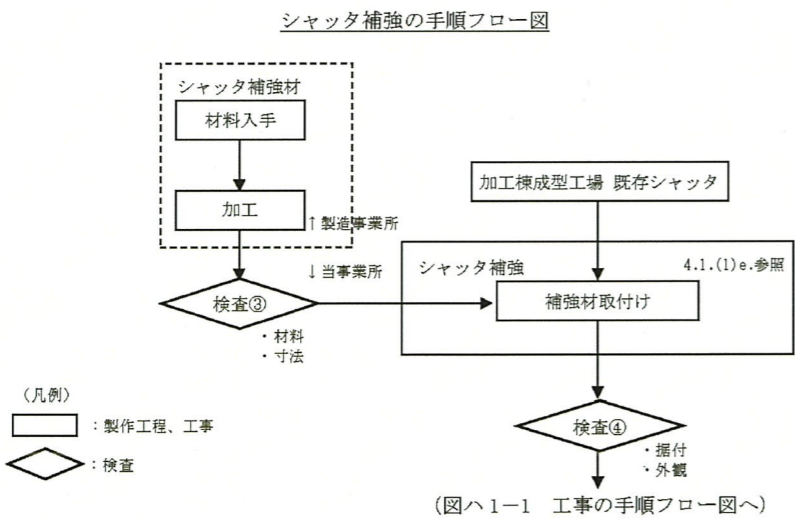 シャッタ補強の手順フロー図
シャッタ補強材
材料入手
加工
↑製造事業所
↓当事業所
検査③
・材料
・寸法
加工棟成型工場 既存シャッタ
シャッタ補強
4.1.(1)e.参照
補強材取付け
検査④
・据付
・外観
(図ハ1-1 工事の手順フロー図へ)
(凡例)
:製作工程、工事
:検査